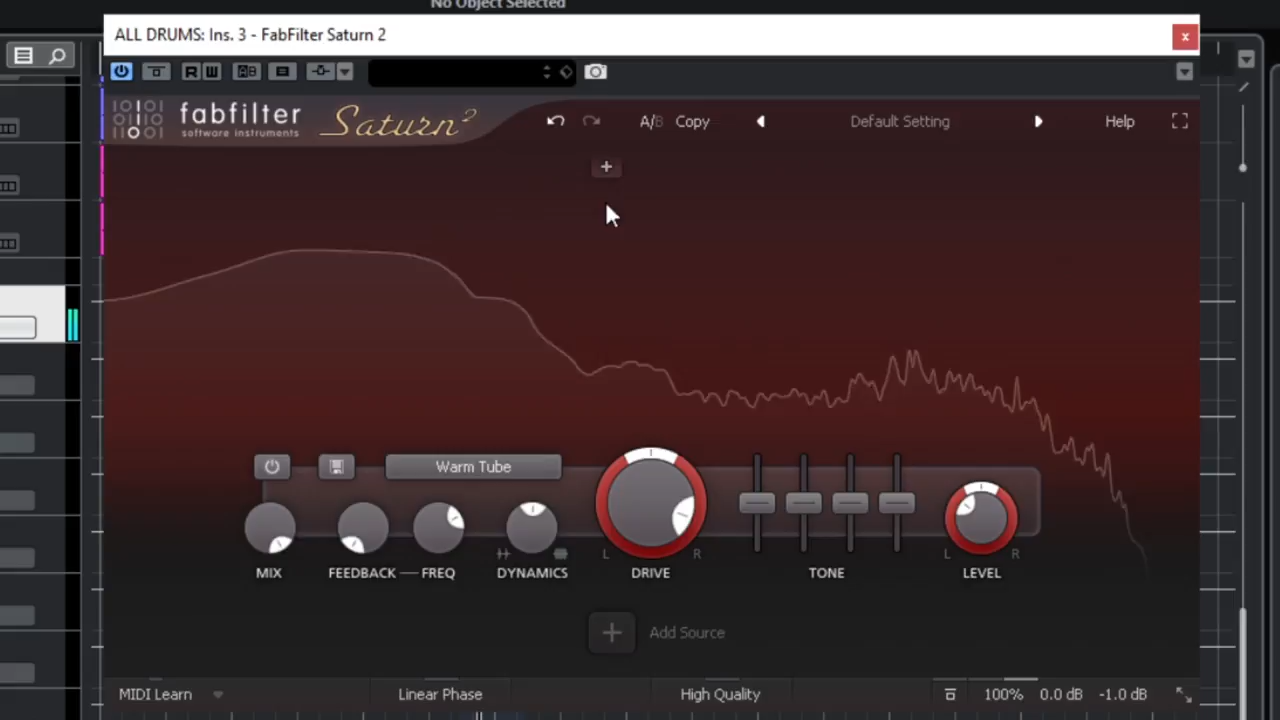 No Object Selected
ALL DRUMS: Ins. 3 - FabFilter Saturn 2
x
R W
fabfilter
software instruments
Saturn 2
A/B Copy
Default Setting
Help
+
Warm Tube
L R
L R
MIX
FEEDBACK
FREQ
DYNAMICS
DRIVE
TONE
LEVEL
+ Add Source
MIDI Learn
Linear Phase
High Quality
100% 0.0 dB -1.0 dB